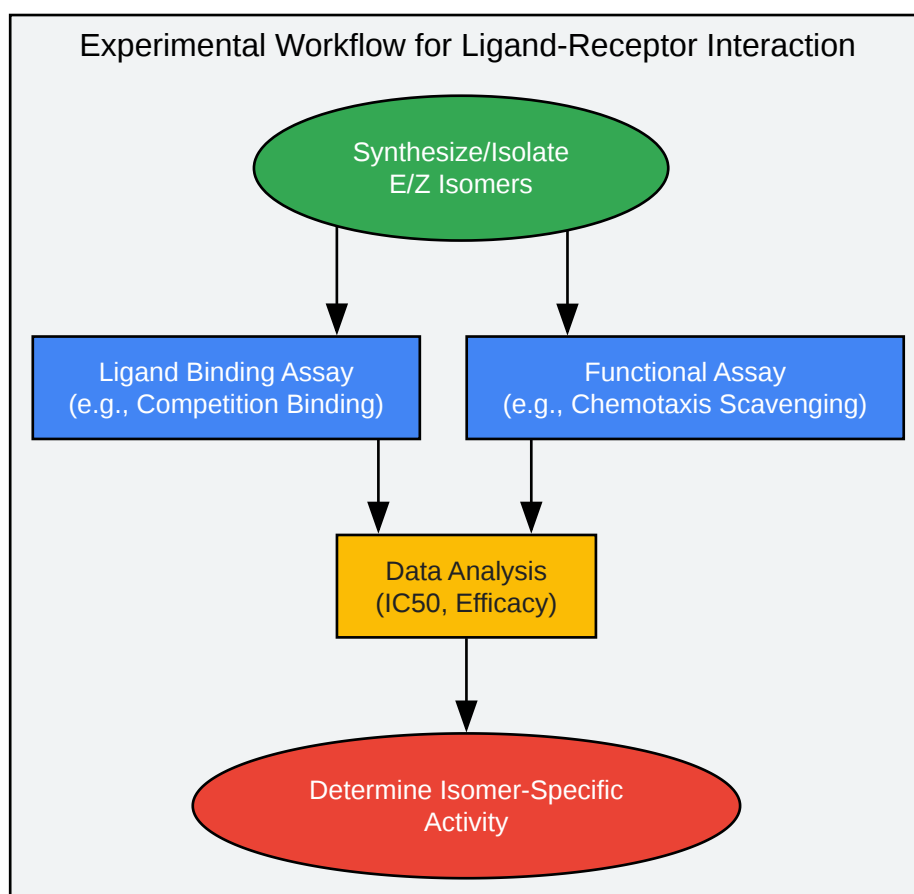 Experimental Workflow for Ligand-Receptor Interaction
Synthesize/Isolate
E/Z Isomers
Ligand Binding Assay
(e.g., Competition Binding)
Functional Assay
(e.g., Chemotaxis Scavenging)
Data Analysis
(IC50, Efficacy)
Determine Isomer-Specific
Activity